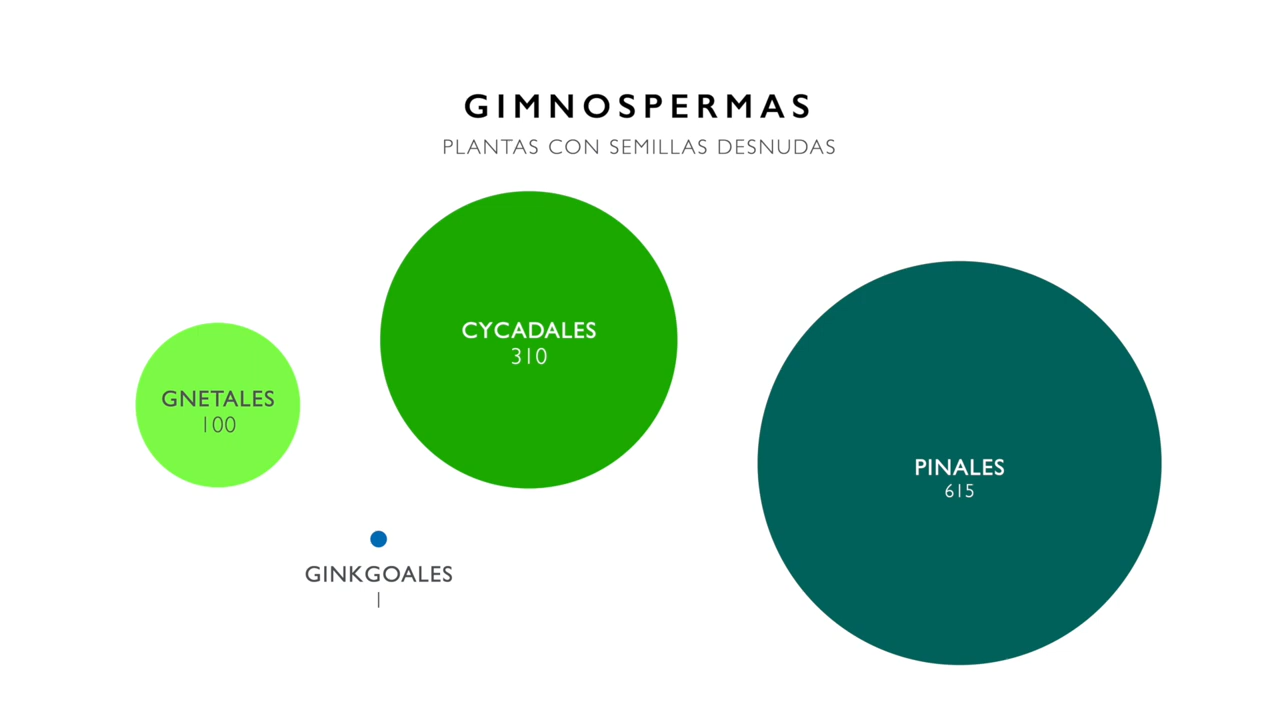 GIMNOSPERMAS
PLANTAS CON SEMILLAS DESNUDAS
CYCADALES
310
GNETALES
100
PINALES
615
GINKGOALES
1